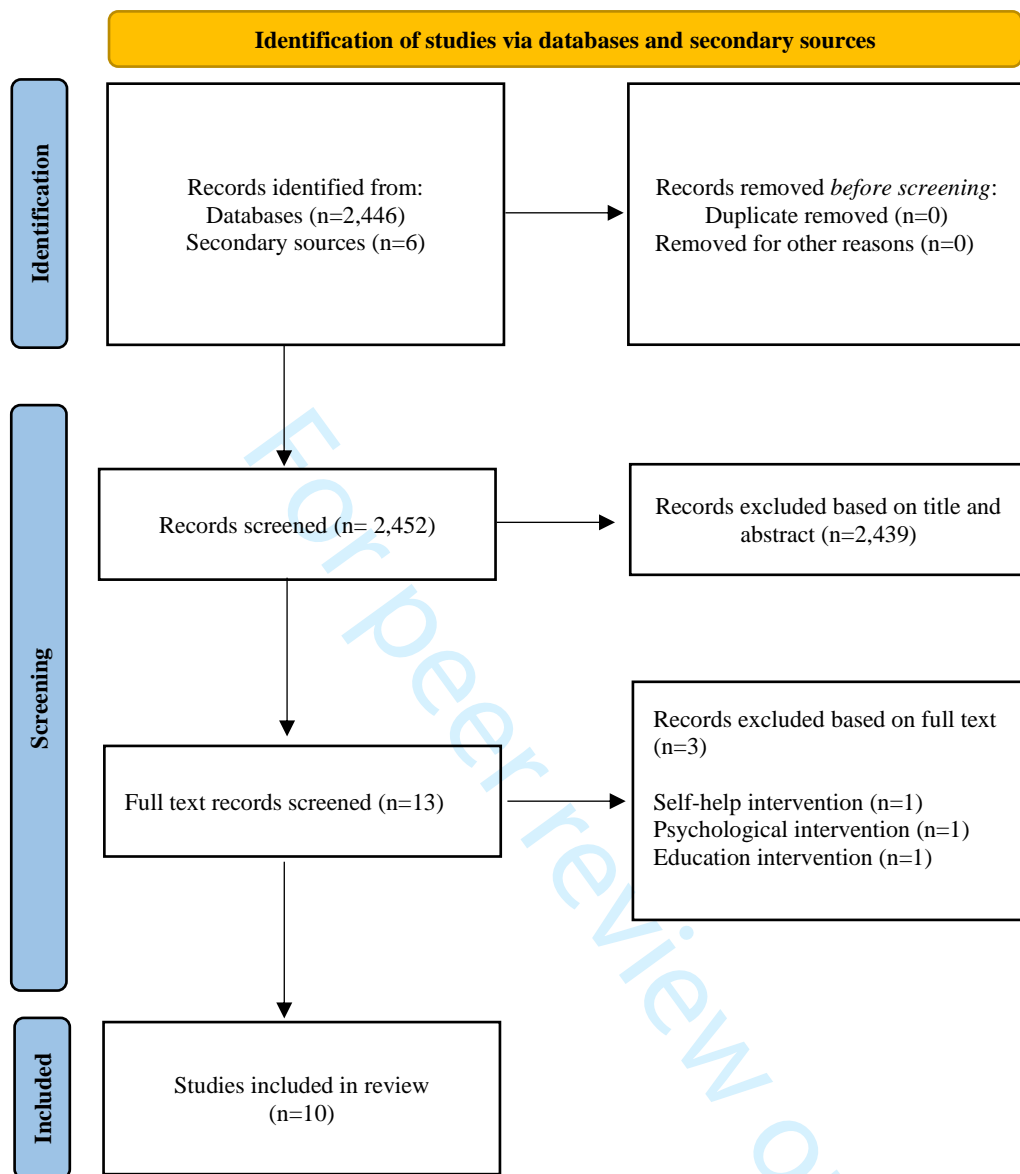 Identification of studies via databases and secondary sources
Identification
Records identified from:
Databases (n=2,446)
Secondary sources (n=6)
Records removed before screening:
Duplicate removed (n=0)
Removed for other reasons (n=0)
Screening
Records screened (n= 2,452)
Records excluded based on title and
abstract (n=2,439)
Full text records screened (n=13)
Records excluded based on full text
(n=3)
Self-help intervention (n=1)
Psychological intervention (n=1)
Education intervention (n=1)
Included
Studies included in review
(n=10)
For peer review